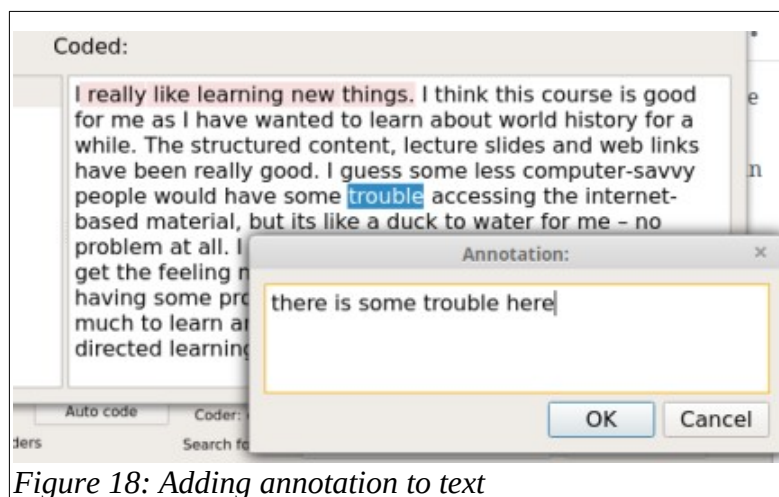 Coded:
I really like learning new things. I think this course is good
for me as I have wanted to learn about world history for a
while. The structured content, lecture slides and web links
have been really good. I guess some less computer-savvy
people would have some trouble accessing the internet-
based material, but its like a duck to water for me – no
problem at all. I
get the feeling
having some
much to learn
directed learning
Annotation:
there is some trouble here
OK Cancel
Auto code Coder:
Search
Figure 18: Adding annotation to text